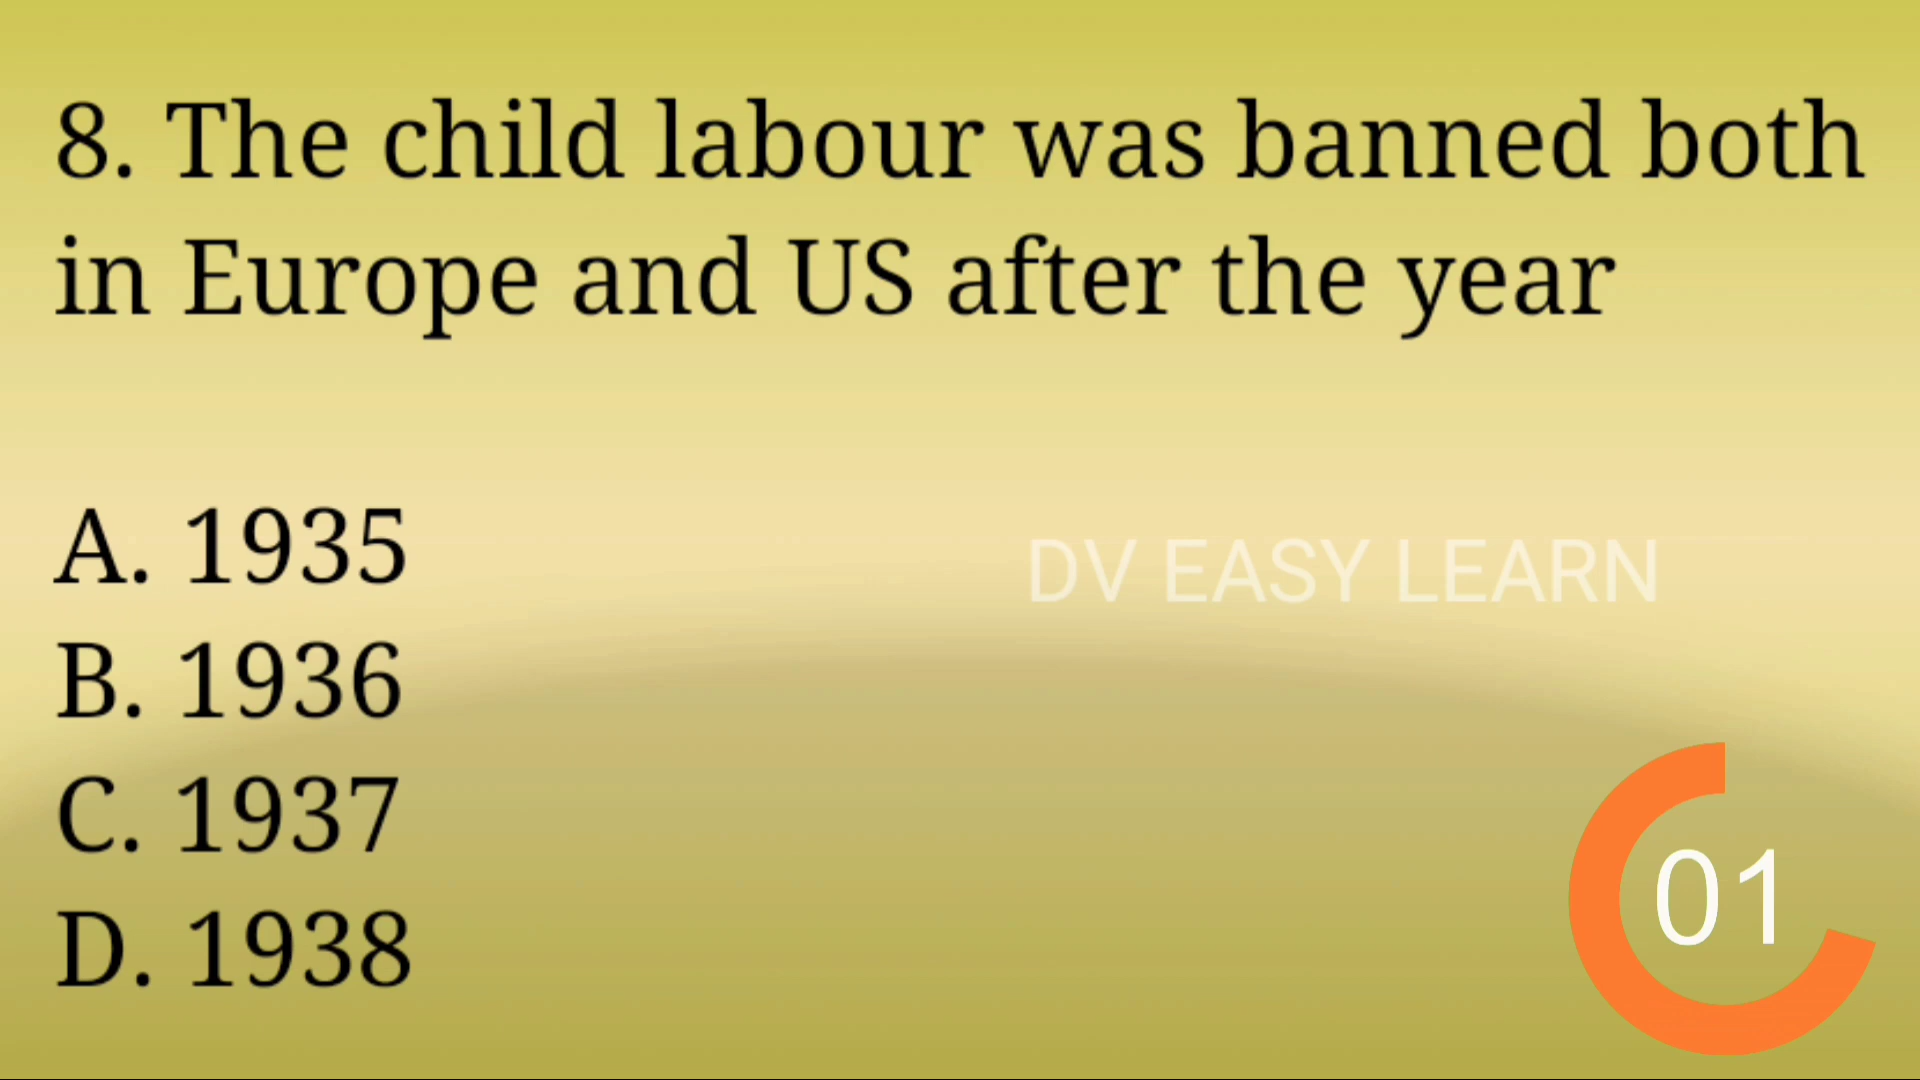 8. The child labour was banned both
in Europe and US after the year
A. 1935
DV EASY LEARN
B. 1936
C. 1937
01
D. 1938